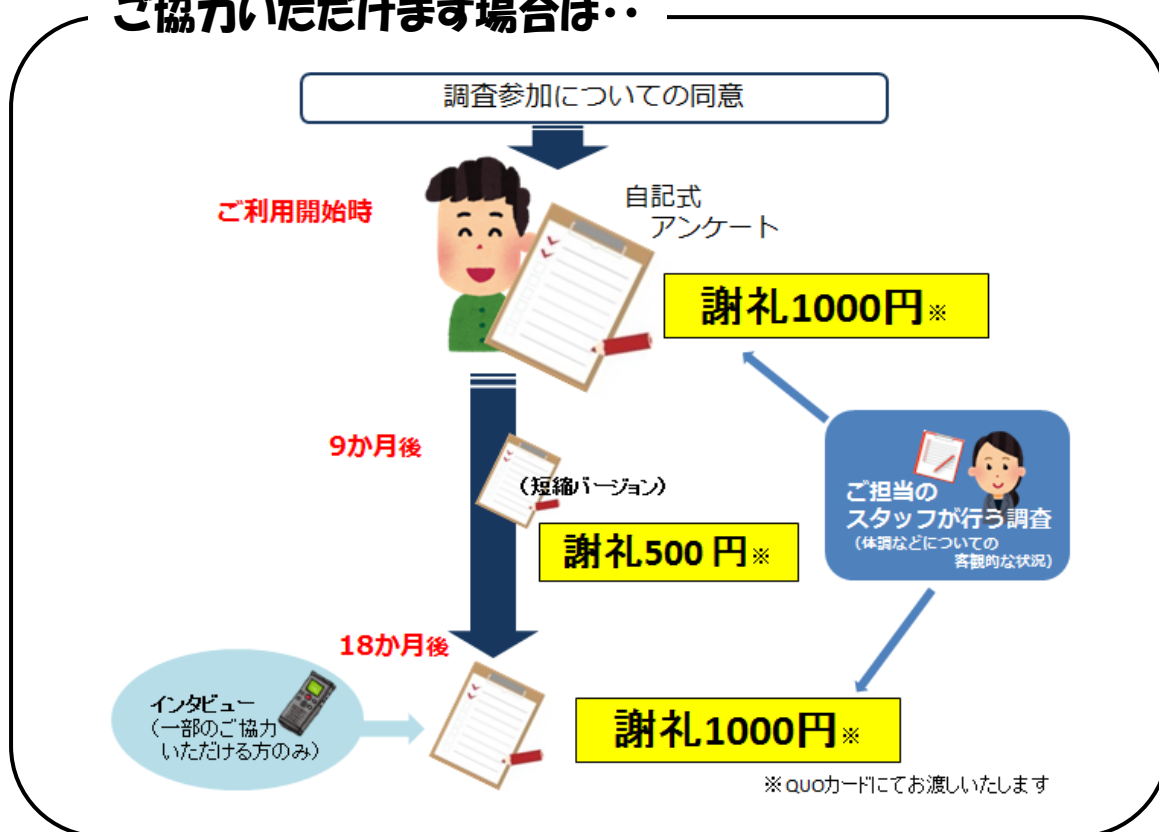 ご協力いただけます場合は‥
調査参加についての同意
ご利用開始時
自記式
アンケート
謝礼1000円※
9か月後
（短縮バージョン）
謝礼500円※
ご担当の
スタッフが行う調査
（体調などについての
客観的な状況）
18か月後
インタビュー
（一部のご協力
いただける方のみ）
謝礼1000円※
※QUOカードにてお渡しいたします